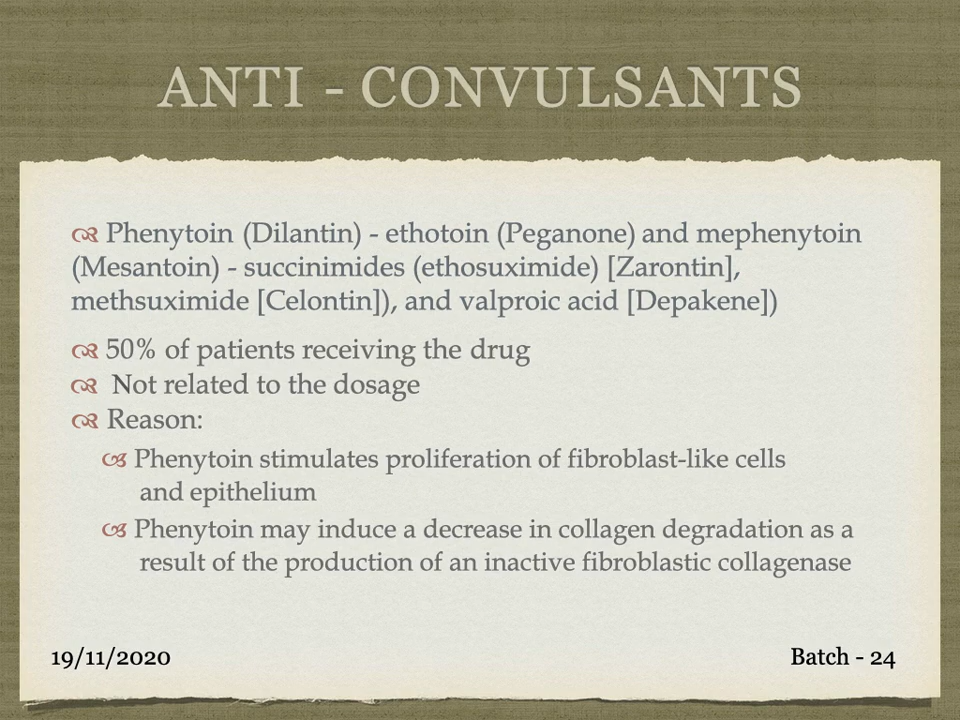 ANTI - CONVULSANTS
Phenytoin (Dilantin) - ethotoin (Peganone) and mephenytoin
(Mesantoin) - succinimides (ethosuximide) [Zarontin],
methsuximide [Celontin]), and valproic acid [Depakene])
50% of patients receiving the drug
Not related to the dosage
Reason:
Phenytoin stimulates proliferation of fibroblast-like cells
and epithelium
Phenytoin may induce a decrease in collagen degradation as a
result of the production of an inactive fibroblastic collagenase
19/11/2020
Batch - 24